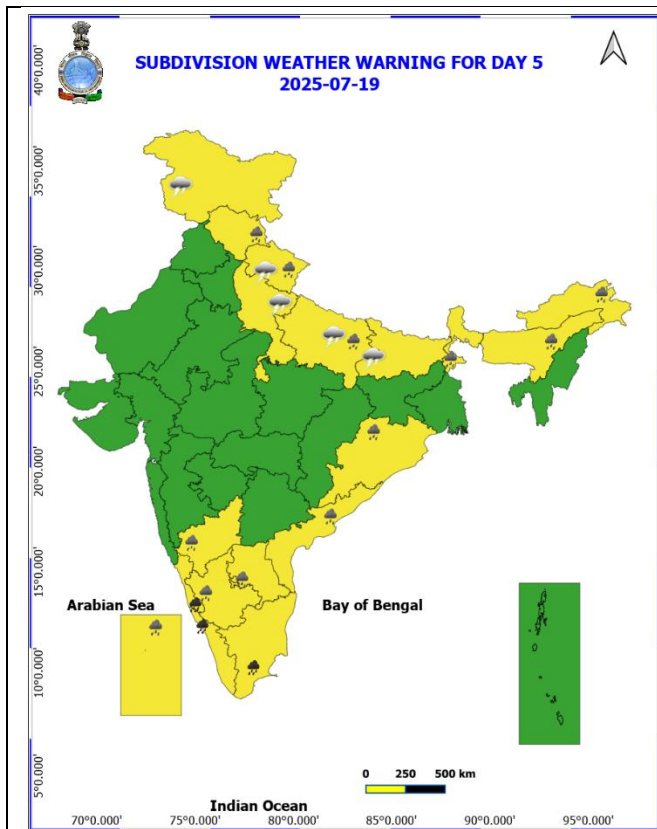 SUBDIVISION WEATHER WARNING FOR DAY 5
2025-07-19
40°0.000'
35°0.000'
30°0.000'
25°0.000'
20°0.000'
15°0.000'
10°0.000'
5°0.000'
Arabian Sea
Bay of Bengal
0 250 500 km
Indian Ocean
70°0.000' 75°0.000' 80°0.000' 85°0.000' 90°0.000' 95°0.000'